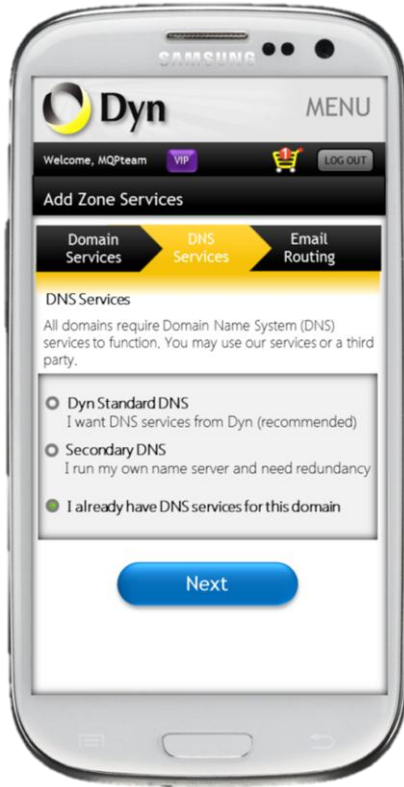 SAMSUNG
Dyn
MENU
Welcome, MQPteam
VIP
1
LOG OUT
Add Zone Services
Domain
Services
DNS
Services
Email
Routing
DNS Services
All domains require Domain Name System (DNS)
services to function. You may use our services or a third
party.
Dyn Standard DNS
I want DNS services from Dyn (recommended)
Secondary DNS
I run my own name server and need redundancy
I already have DNS services for this domain
Next